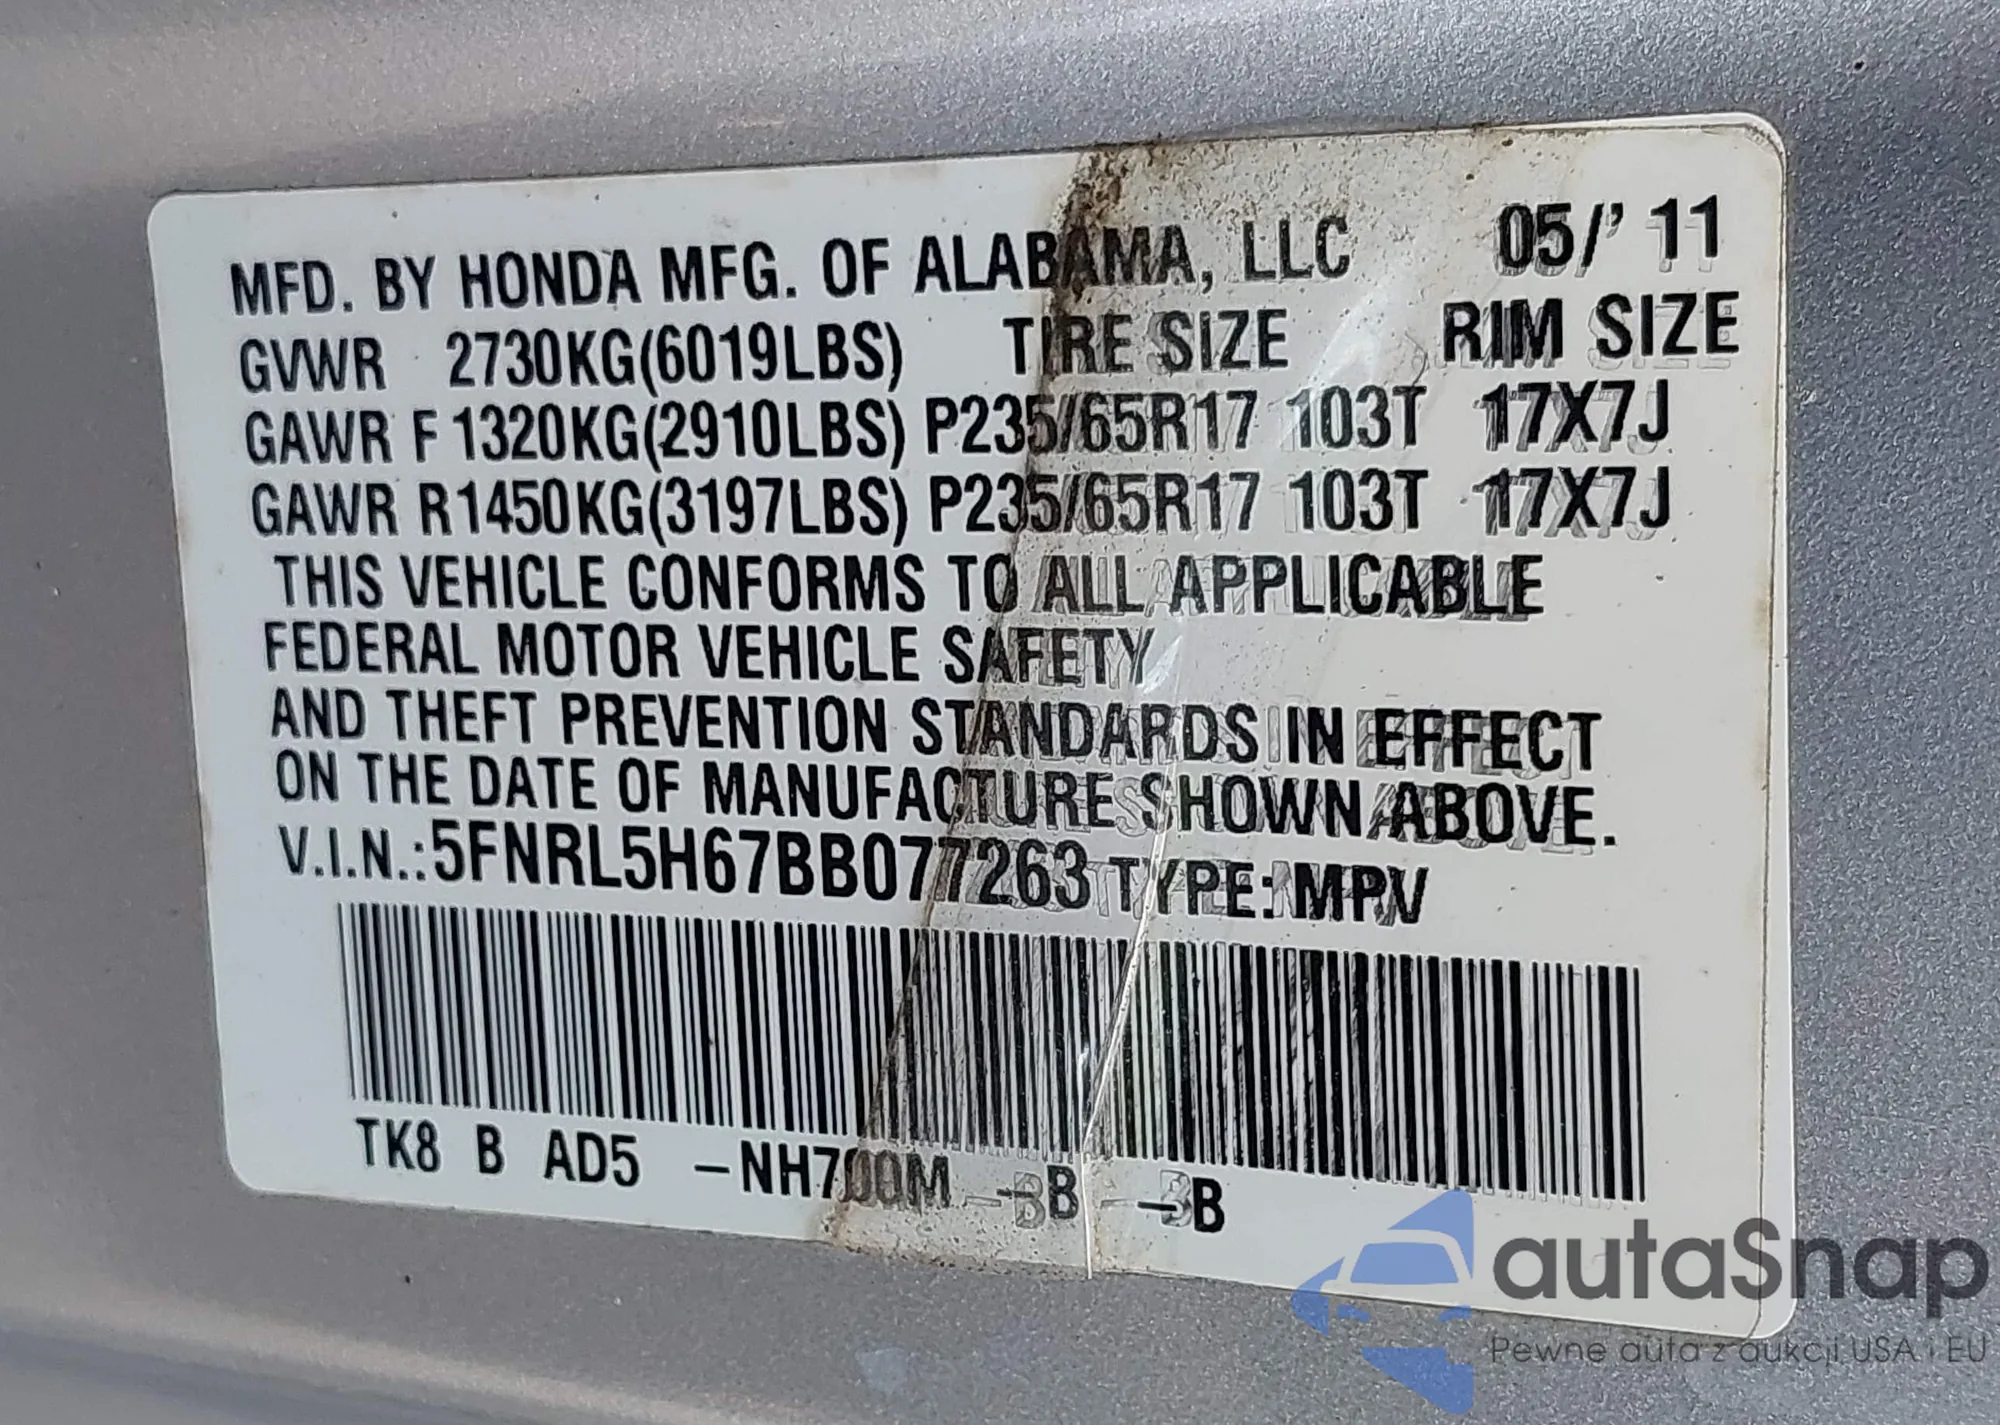 MFD. BY HONDA MFG. OF ALABAMA, LLC 05/'11
GVWR 2730KG(6019LBS) TIRE SIZE RIM SIZE
GAWR F 1320KG(2910LBS) P235/65R17 103T 17X7J
GAWR R1450KG(3197LBS) P235/65R17 103T 17X7J
THIS VEHICLE CONFORMS TO ALL APPLICABLE
FEDERAL MOTOR VEHICLE SAFETY
AND THEFT PREVENTION STANDARDS IN EFFECT
ON THE DATE OF MANUFACTURE SHOWN ABOVE.
V.I.N.:5FNRL5H67BB077263 TYPE: MPV
TK8 B AD5 –NH700M –B –B
autaSnap
Pewne auta z aukcji USA i EU